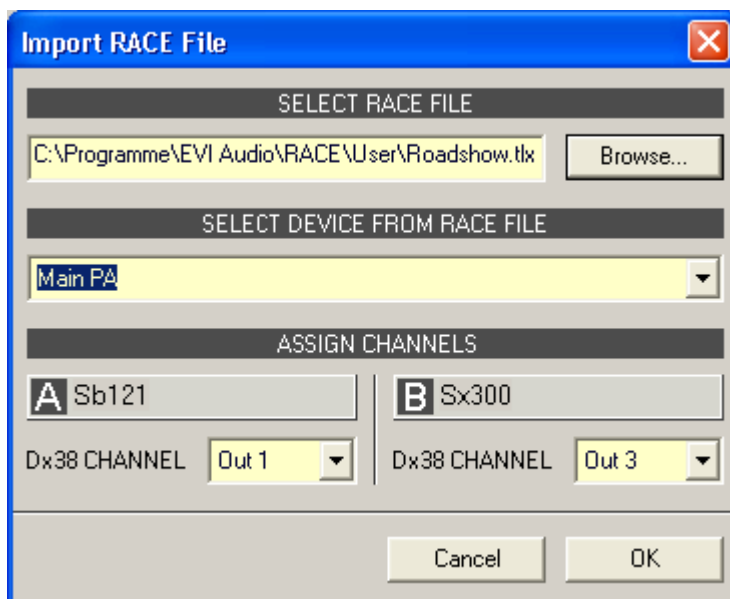 Import RACE File
SELECT RACE FILE
C:\Programme\EVI Audio\RACE\User\Roadshow.tlx
Browse...
SELECT DEVICE FROM RACE FILE
Main PA
ASSIGN CHANNELS
A Sb121
B Sx300
Dx38 CHANNEL Out 1
Dx38 CHANNEL Out 3
Cancel OK